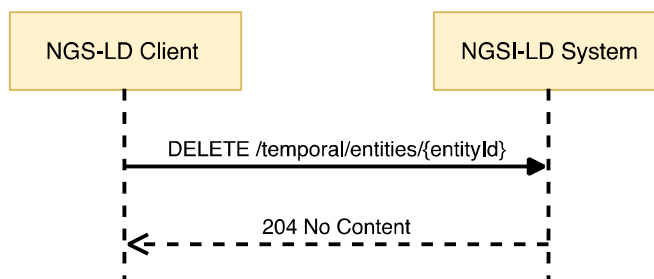 NGS-LD Client
NGSI-LD System
DELETE /temporal/entities/{entityId}
204 No Content